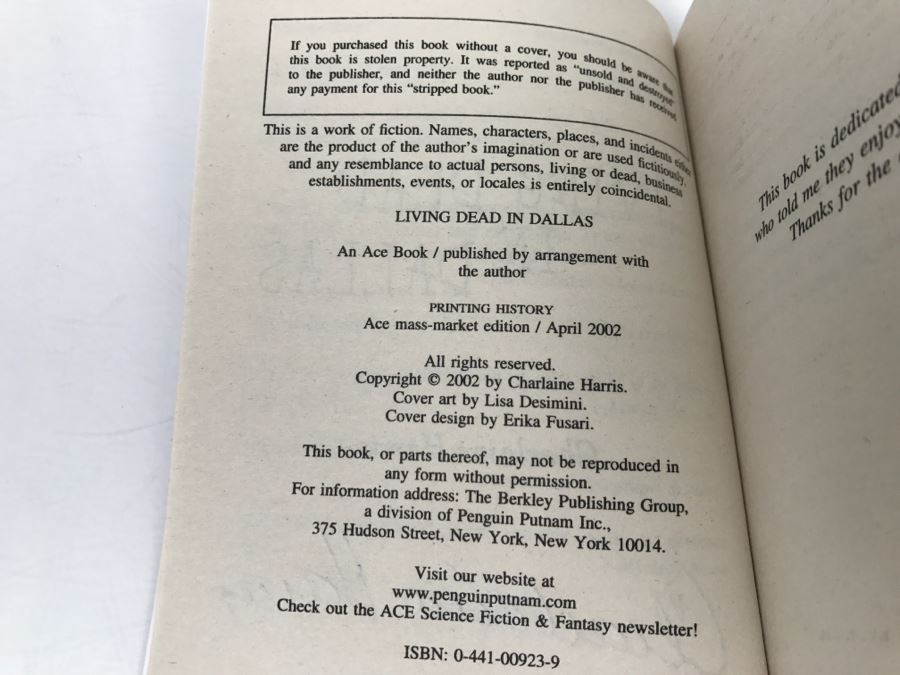 If you purchased this book without a cover, you should be aware that
this book is stolen property. It was reported as "unsold and destroyed"
to the publisher, and neither the author nor the publisher has received
any payment for this "stripped book."
This is a work of fiction. Names, characters, places, and incidents either
are the product of the author's imagination or are used fictitiously,
and any resemblance to actual persons, living or dead, business
establishments, events, or locales is entirely coincidental.
LIVING DEAD IN DALLAS
An Ace Book / published by arrangement with
the author
PRINTING HISTORY
Ace mass-market edition / April 2002
All rights reserved.
Copyright © 2002 by Charlaine Harris.
Cover art by Lisa Desimini.
Cover design by Erika Fusari.
This book, or parts thereof, may not be reproduced in
any form without permission.
For information address: The Berkley Publishing Group,
a division of Penguin Putnam Inc.,
375 Hudson Street, New York, New York 10014.
Visit our website at
www.penguinputnam.com
Check out the ACE Science Fiction & Fantasy newsletter!
ISBN: 0-441-00923-9
This book is dedicated
who told me they enjoy
Thanks for the